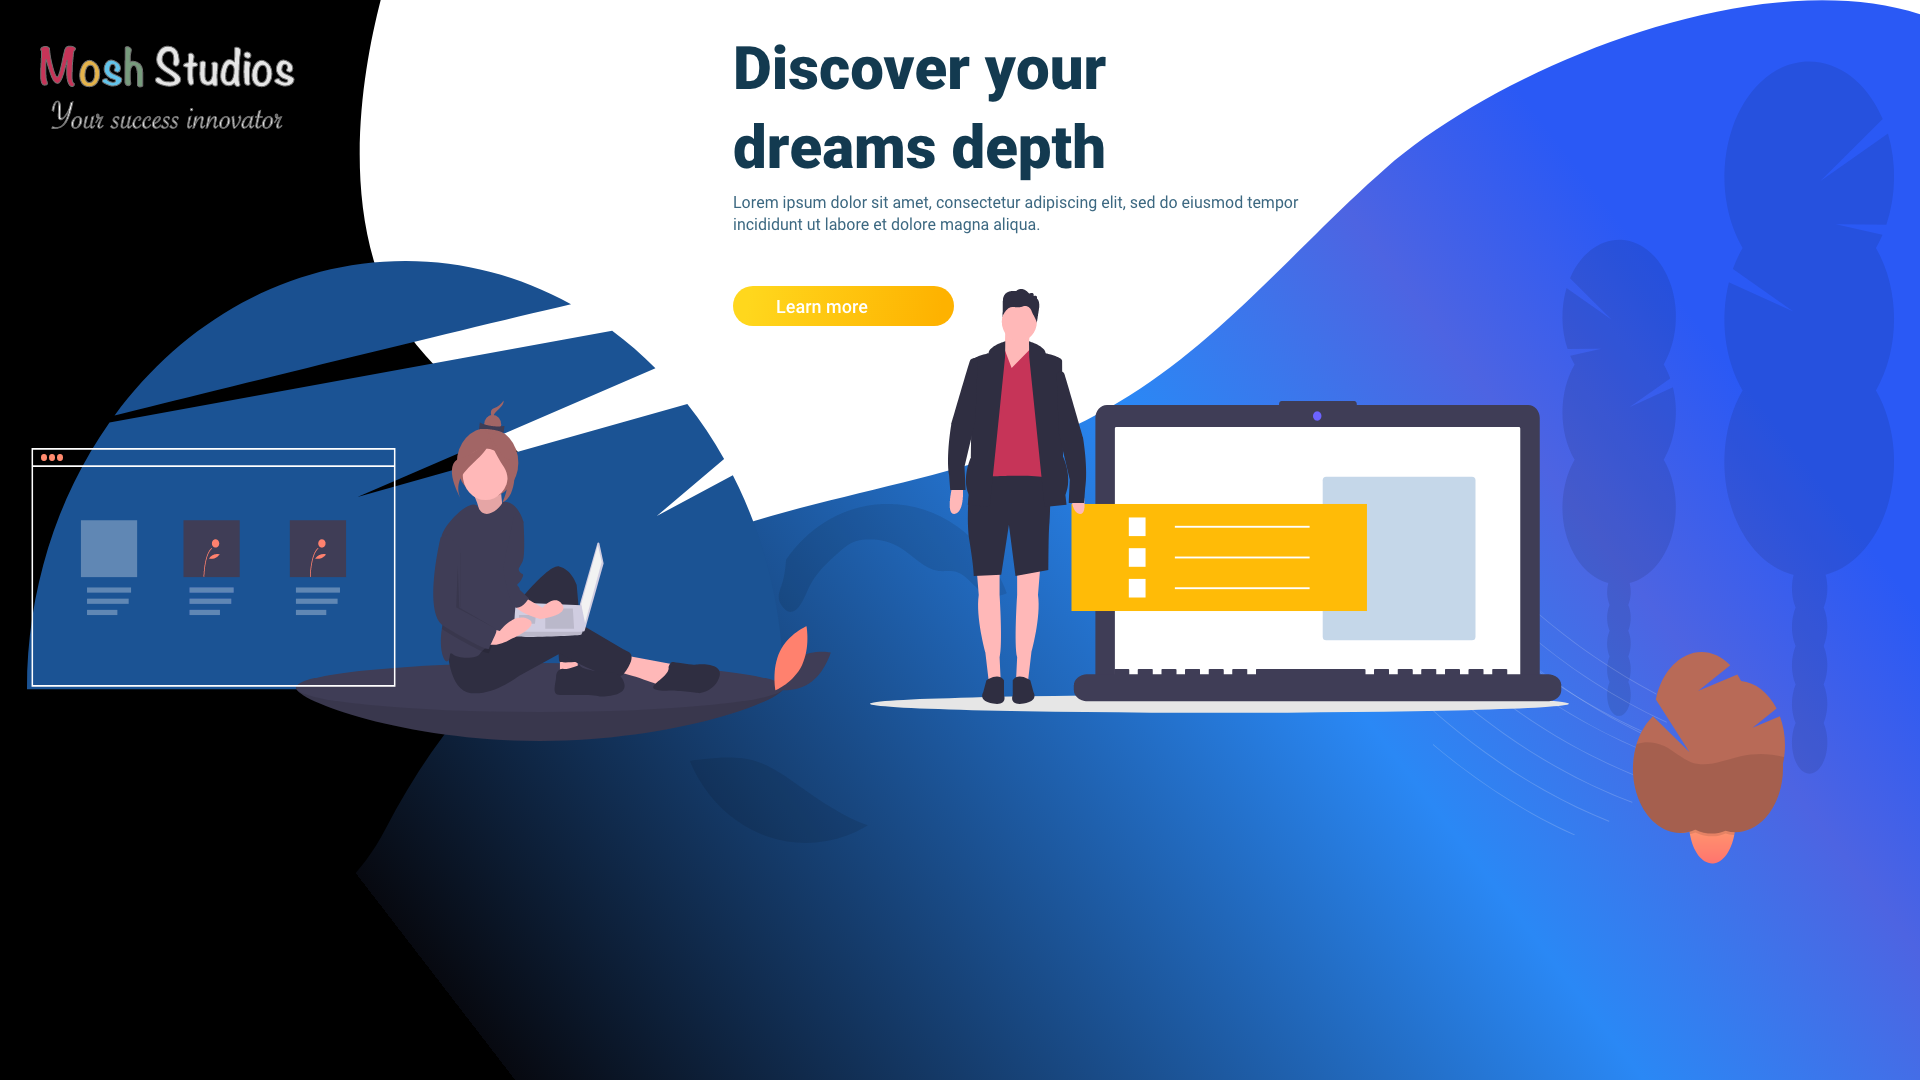 Mosh Studios
Your success innovator
Discover your
dreams depth
Lorem ipsum dolor sit amet, consectetur adipiscing elit, sed do eiusmod tempor
incididunt ut labore et dolore magna aliqua.
Learn more